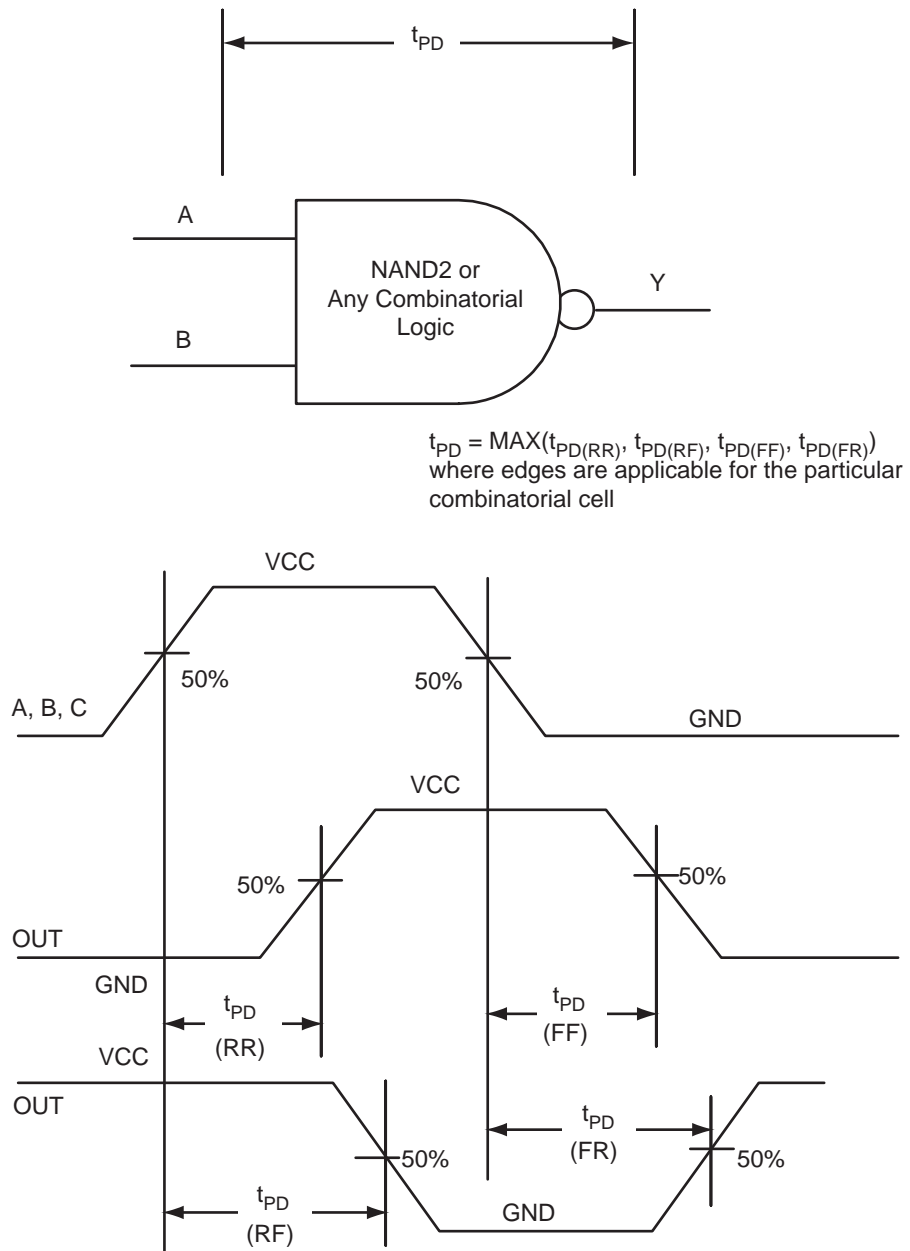 tPD
A
NAND2 or
Any Combinatorial
Logic
Y
B
tPD = MAX(tPD(RR), tPD(RF), tPD(FF), tPD(FR))
where edges are applicable for the particular
combinatorial cell
VCC
50%
50%
A, B, C
GND
VCC
50%
50%
OUT
GND
tPD
(RR)
tPD
(FF)
VCC
OUT
tPD
(FR)
50%
50%
tPD
(RF)
GND